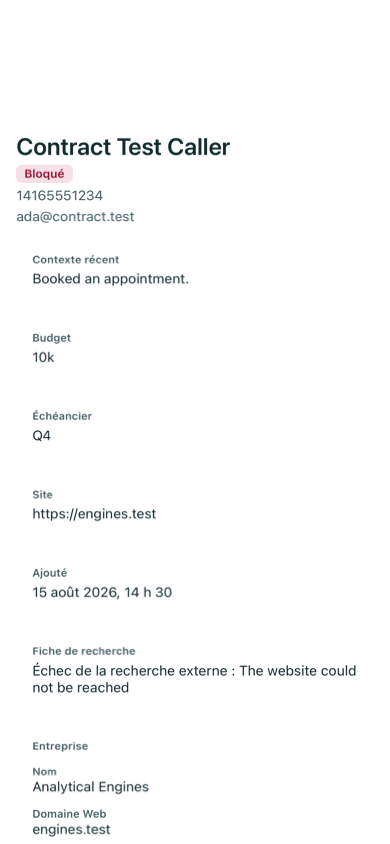 Contract Test Caller
Bloqué
14165551234
ada@contract.test
Contexte récent
Booked an appointment.
Budget
10k
Échéancier
Q4
Site
https://engines.test
Ajouté
15 août 2026, 14 h 30
Fiche de recherche
Échec de la recherche externe : The website could
not be reached
Entreprise
Nom
Analytical Engines
Domaine Web
engines.test